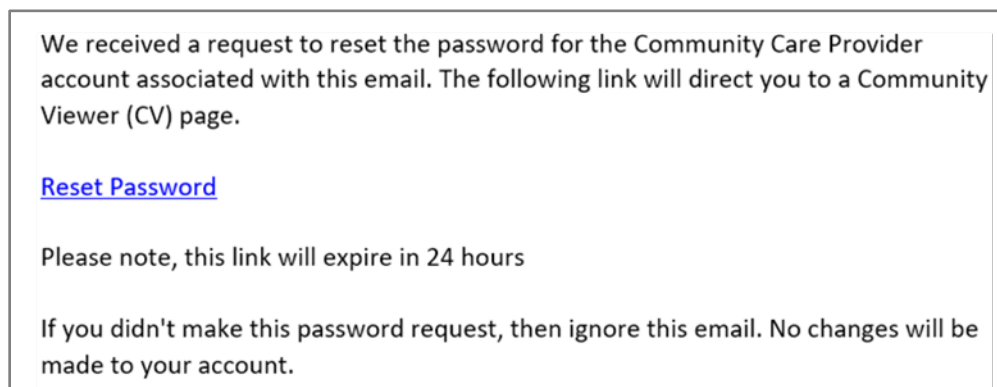 We received a request to reset the password for the Community Care Provider
account associated with this email. The following link will direct you to a Community
Viewer (CV) page.
Reset Password
Please note, this link will expire in 24 hours
If you didn't make this password request, then ignore this email. No changes will be
made to your account.